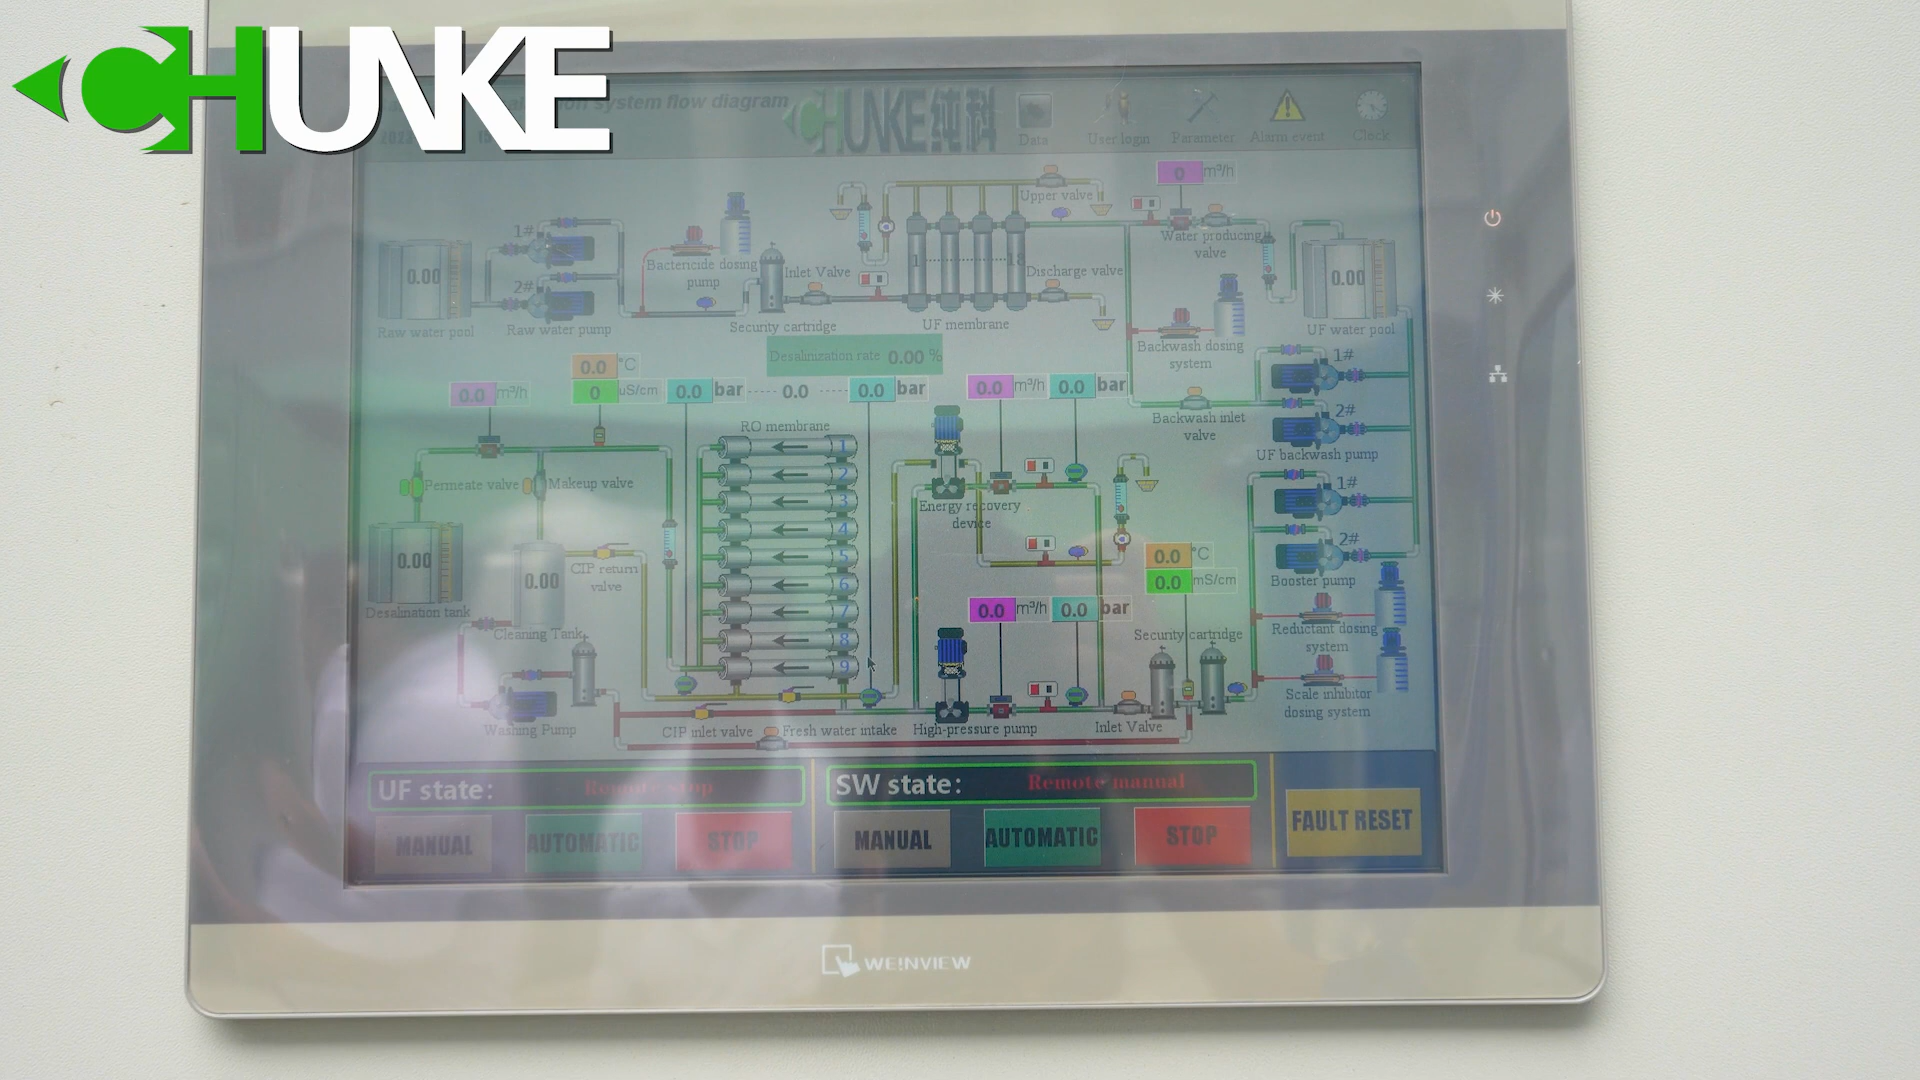 CHUNKE
system flow diagram
CHUNKE纯科
Data
User login
Parameter
Alarm event
Clock
0 m³/h
Upper valve
1#
2#
0.00
Raw water pool
Raw water pump
Bactericide dosing
pump
Security cartridge
Inlet Valve
1 18
UF membrane
Discharge valve
Water producing
valve
0.00
UF water pool
Backwash dosing
system
Desalinization rate 0.00 %
0.0 °C
0.0 m³/h
0 uS/cm
0.0 bar
0.0
0.0 bar
0.0 m³/h
0.0 bar
Backwash inlet
valve
1#
2#
UF backwash pump
RO membrane
1
2
3
4
5
6
7
8
9
Permeate valve
Makeup valve
Energy recovery
device
1#
2#
Booster pump
0.00
Desalination tank
0.00
CIP return
valve
Cleaning Tank
0.0 °C
0.0 mS/cm
0.0 m³/h
0.0 bar
Security cartridge
Reductant dosing
system
Scale inhibitor
dosing system
Washing Pump
CIP inlet valve
Fresh water intake
High-pressure pump
Inlet Valve
UF state: Remote stop
SW state: Remote manual
MANUAL
AUTOMATIC
STOP
MANUAL
AUTOMATIC
STOP
FAULT RESET
WEINVIEW